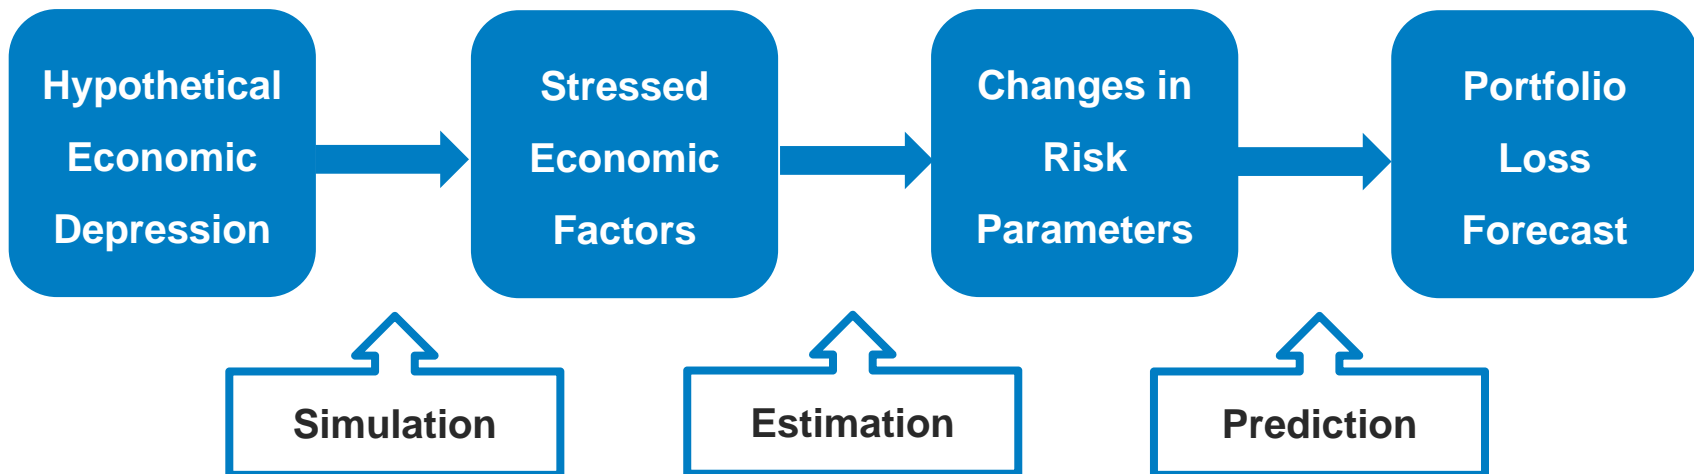 Hypothetical
Economic
Depression
Stressed
Economic
Factors
Changes in
Risk
Parameters
Portfolio
Loss
Forecast
Simulation
Estimation
Prediction